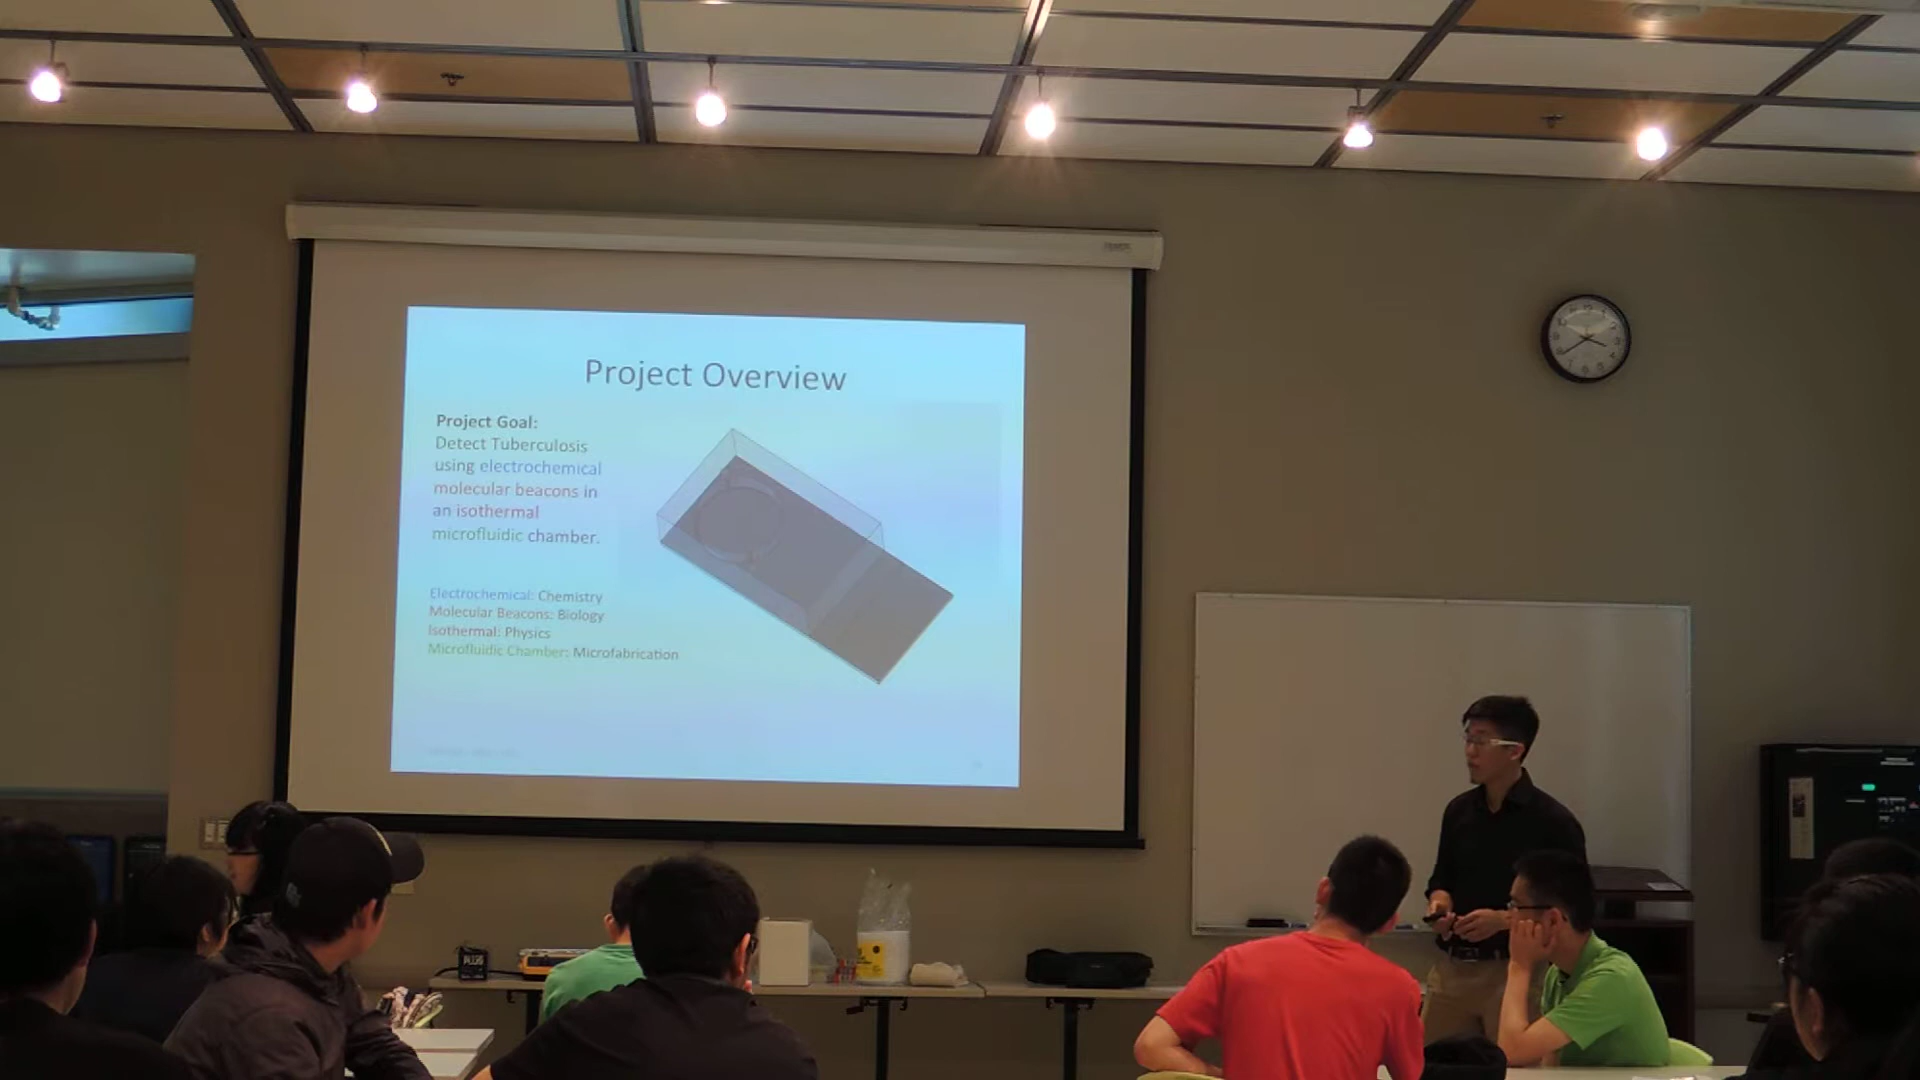 Project Overview
Project Goal:
Detect Tuberculosis
using electrochemical
molecular beacons in
an isothermal
microfluidic chamber.
Electrochemical: Chemistry
Molecular Beacons: Biology
Isothermal: Physics
Microfluidic Chamber: Microfabrication